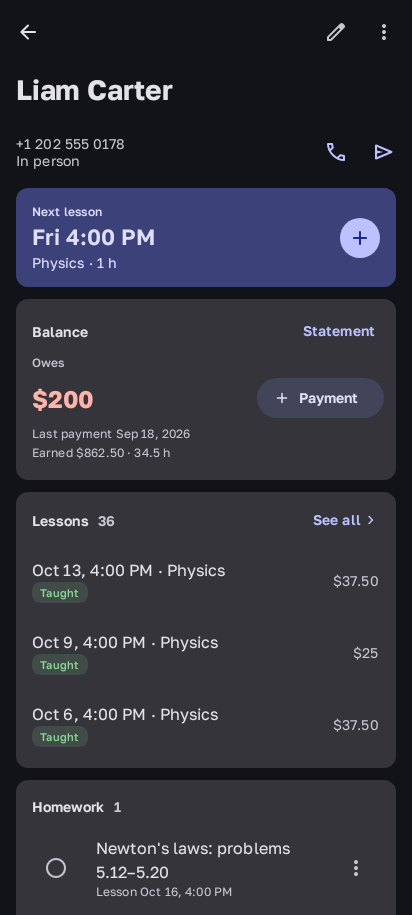 Liam Carter
+1 202 555 0178
In person
Next lesson
Fri 4:00 PM
Physics · 1 h
Balance
Statement
Owes
$200
Payment
Last payment Sep 18, 2026
Earned $862.50 · 34.5 h
Lessons 36
See all
Oct 13, 4:00 PM · Physics
Taught
$37.50
Oct 9, 4:00 PM · Physics
Taught
$25
Oct 6, 4:00 PM · Physics
Taught
$37.50
Homework 1
Newton's laws: problems
5.12–5.20
Lesson Oct 16, 4:00 PM